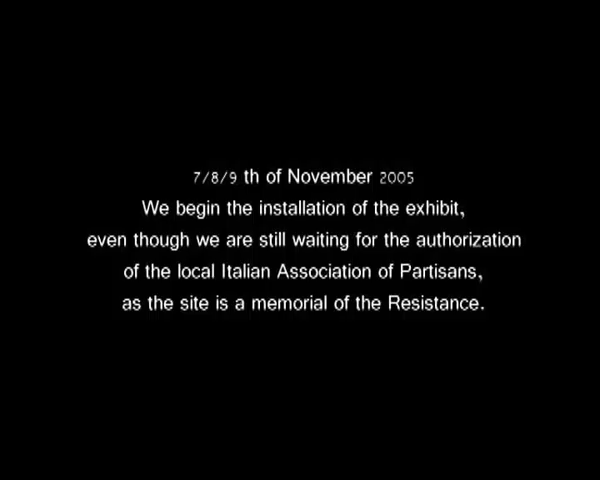 7/8/9 th of November 2005
We begin the installation of the exhibit,
even though we are still waiting for the authorization
of the local Italian Association of Partisans,
as the site is a memorial of the Resistance.